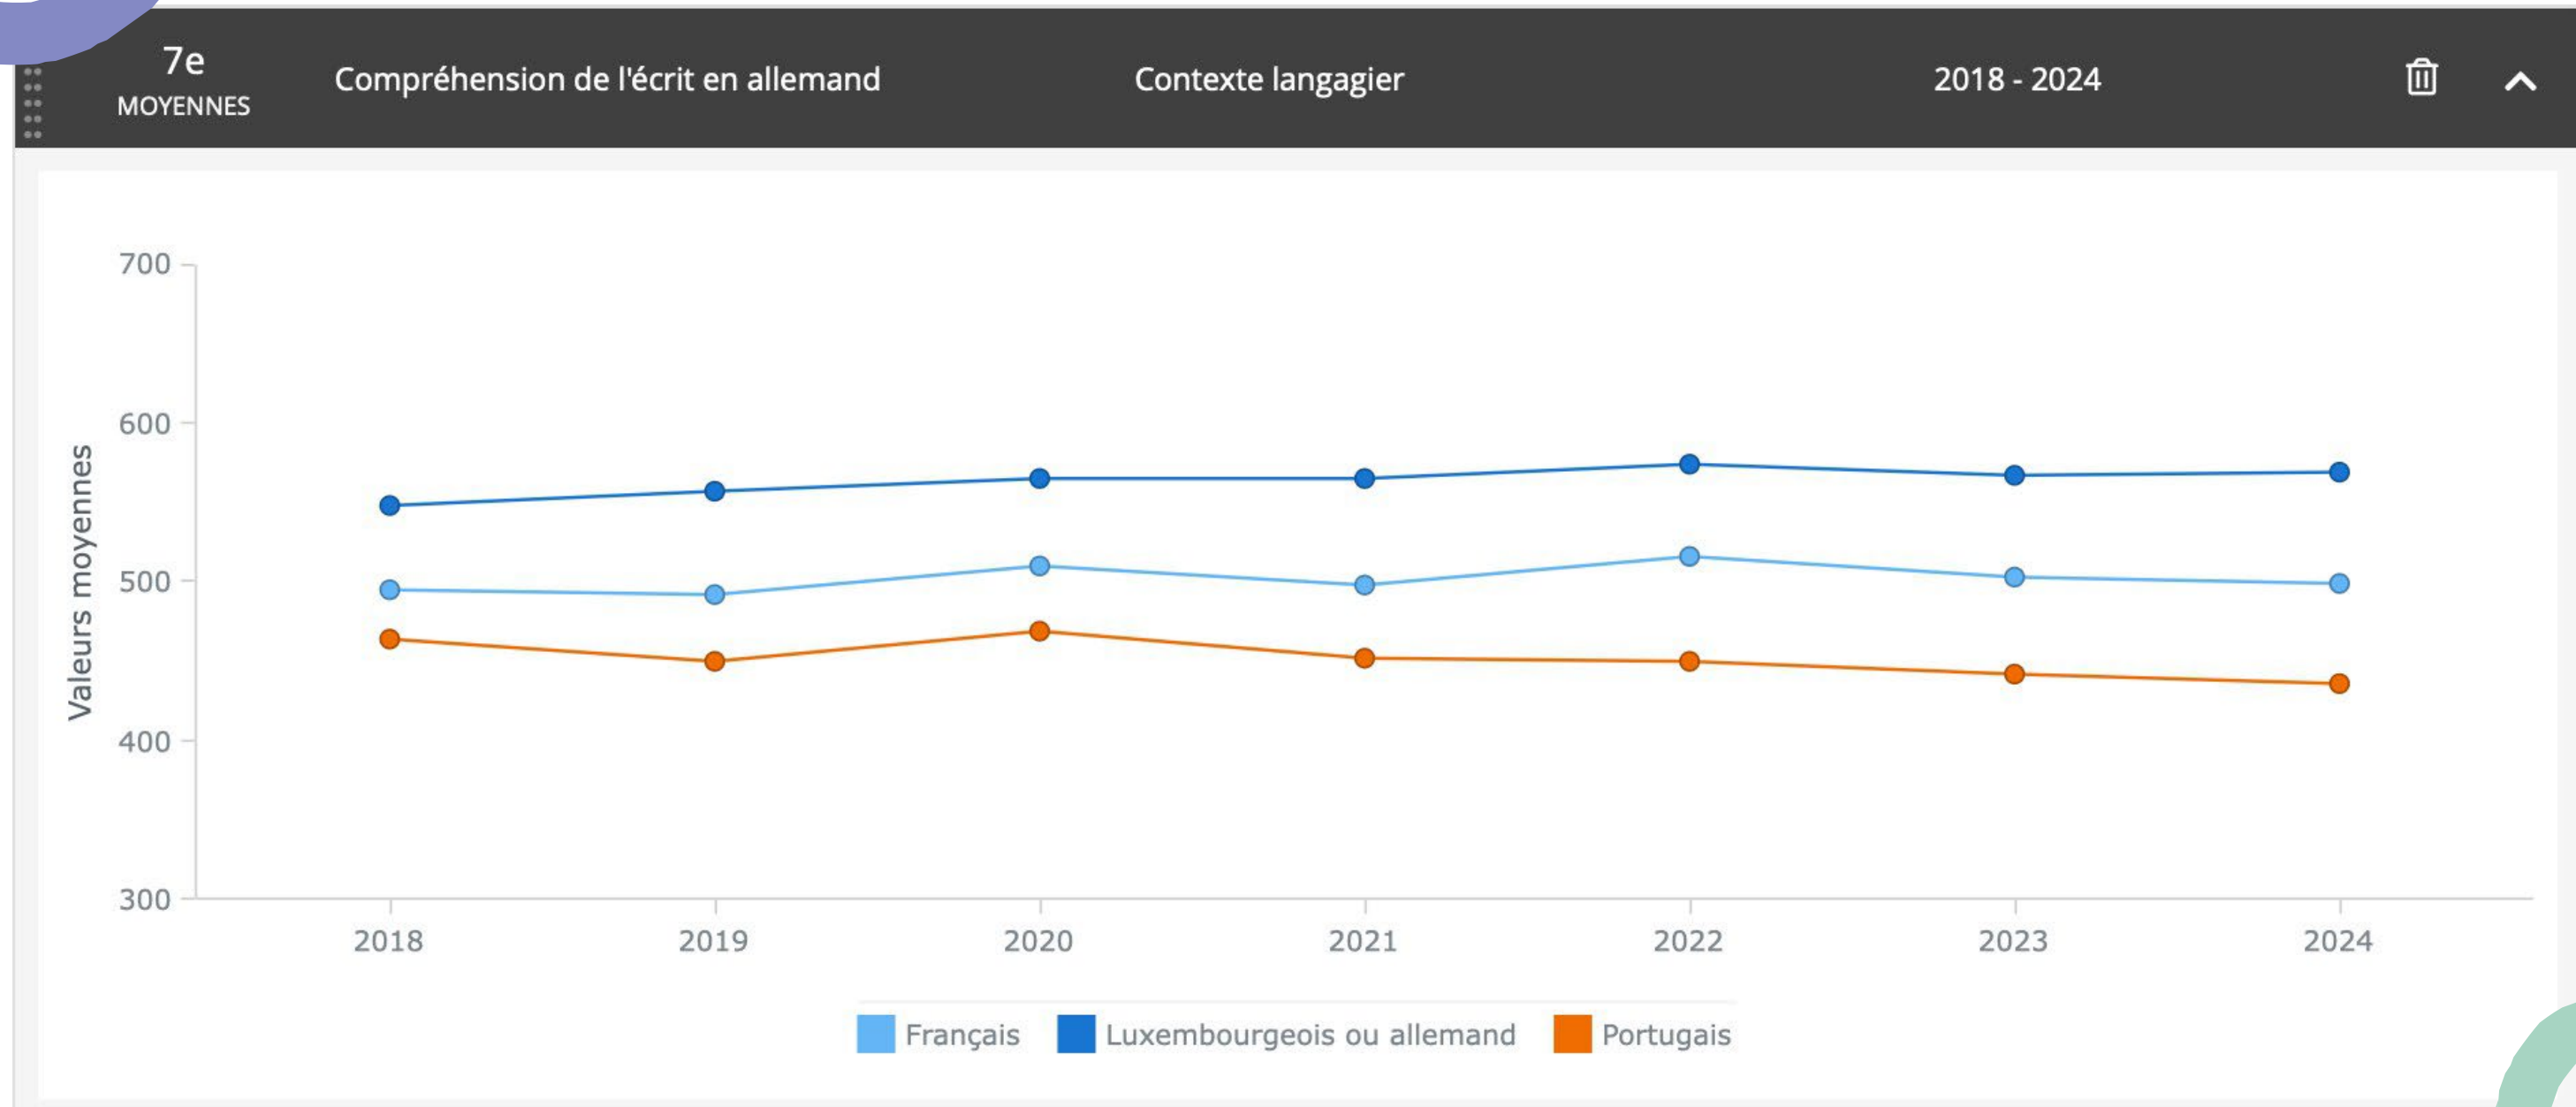 7e
MOYENNES
Compréhension de l'écrit en allemand
Contexte langagier
2018 - 2024
Valeurs moyennes
700
600
500
400
300
2018 2019 2020 2021 2022 2023 2024
Français Luxembourgeois ou allemand Portugais